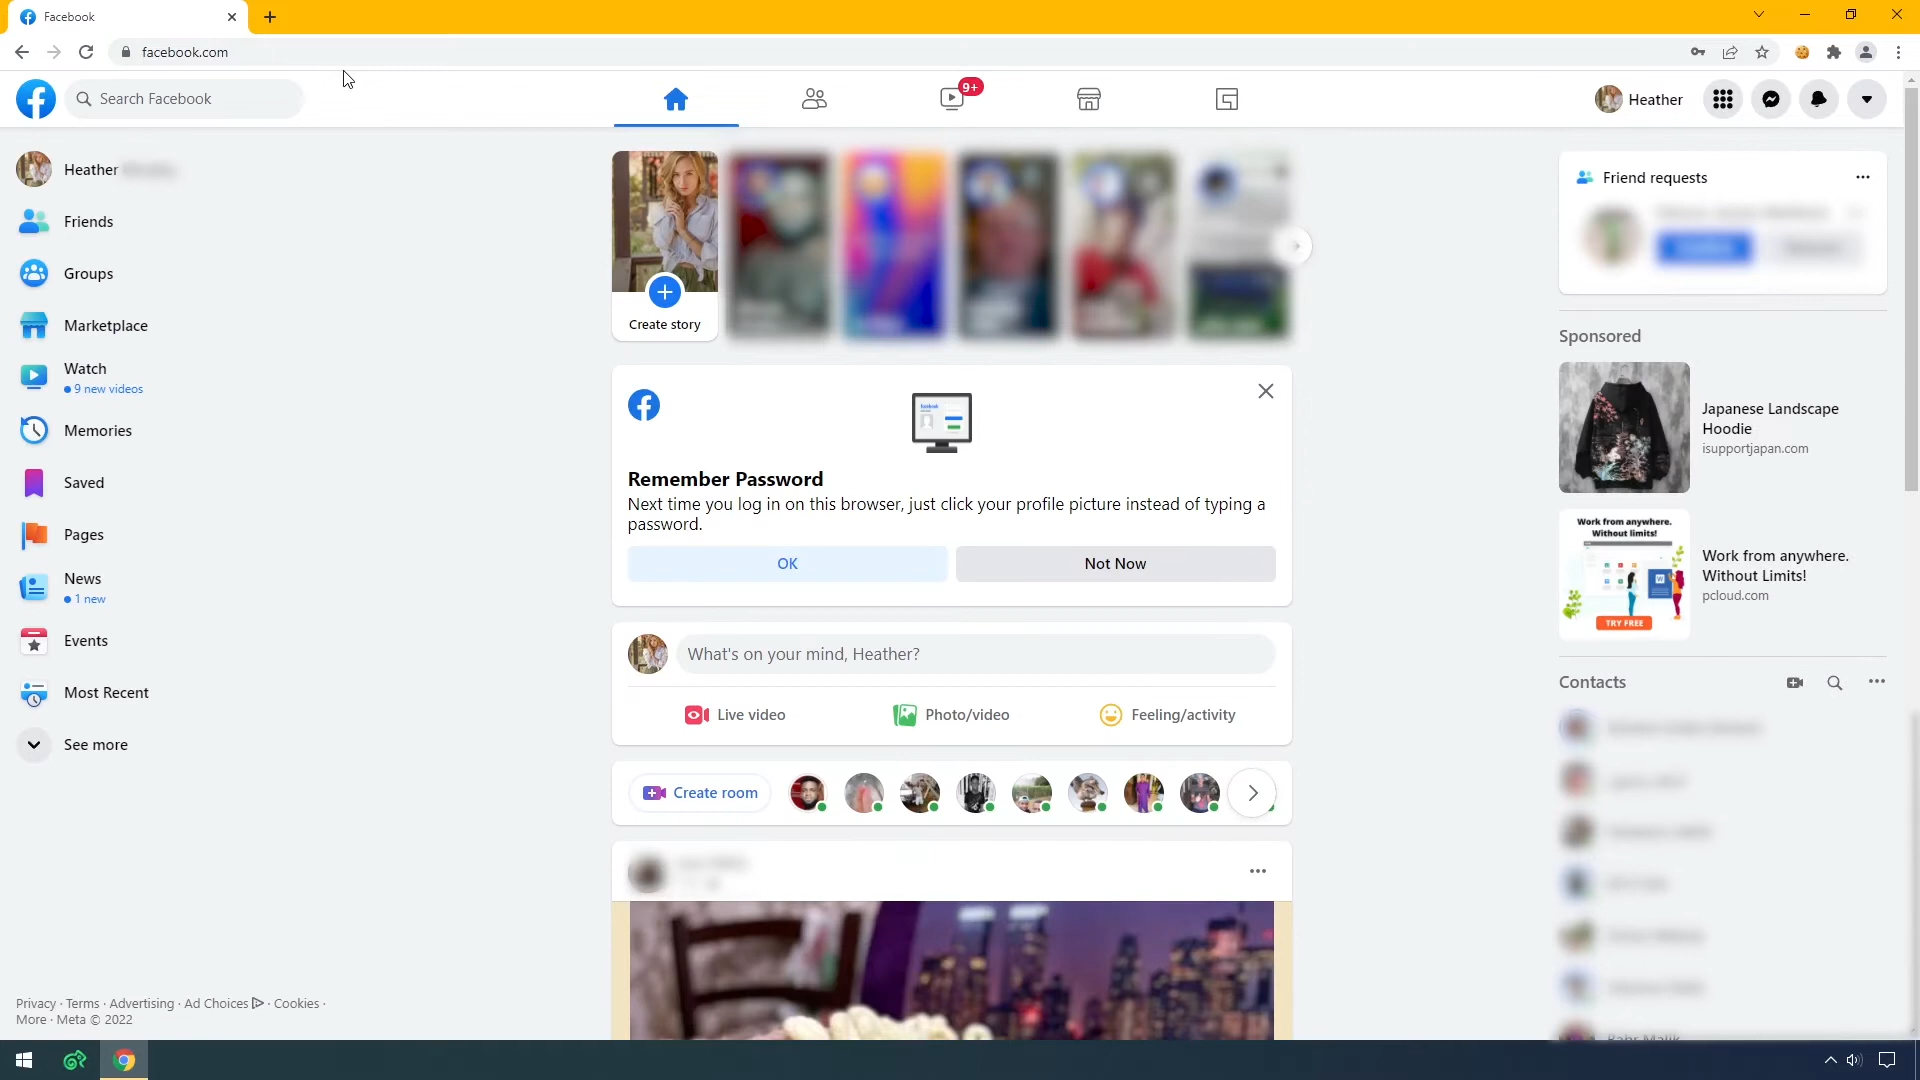 Facebook
facebook.com
Search Facebook
9+
Heather
Heather
Friends
Groups
Marketplace
Watch
9 new videos
Memories
Saved
Pages
News
1 new
Events
Most Recent
See more
Privacy · Terms · Advertising · Ad Choices · Cookies ·
More · Meta © 2022
Create story
Remember Password
Next time you log in on this browser, just click your profile picture instead of typing a
password.
OK
Not Now
What's on your mind, Heather?
Live video
Photo/video
Feeling/activity
Create room
Friend requests
Sponsored
Japanese Landscape
Hoodie
isupportjapan.com
Work from anywhere.
Without limits!
TRY FREE
Work from anywhere.
Without Limits!
pcloud.com
Contacts